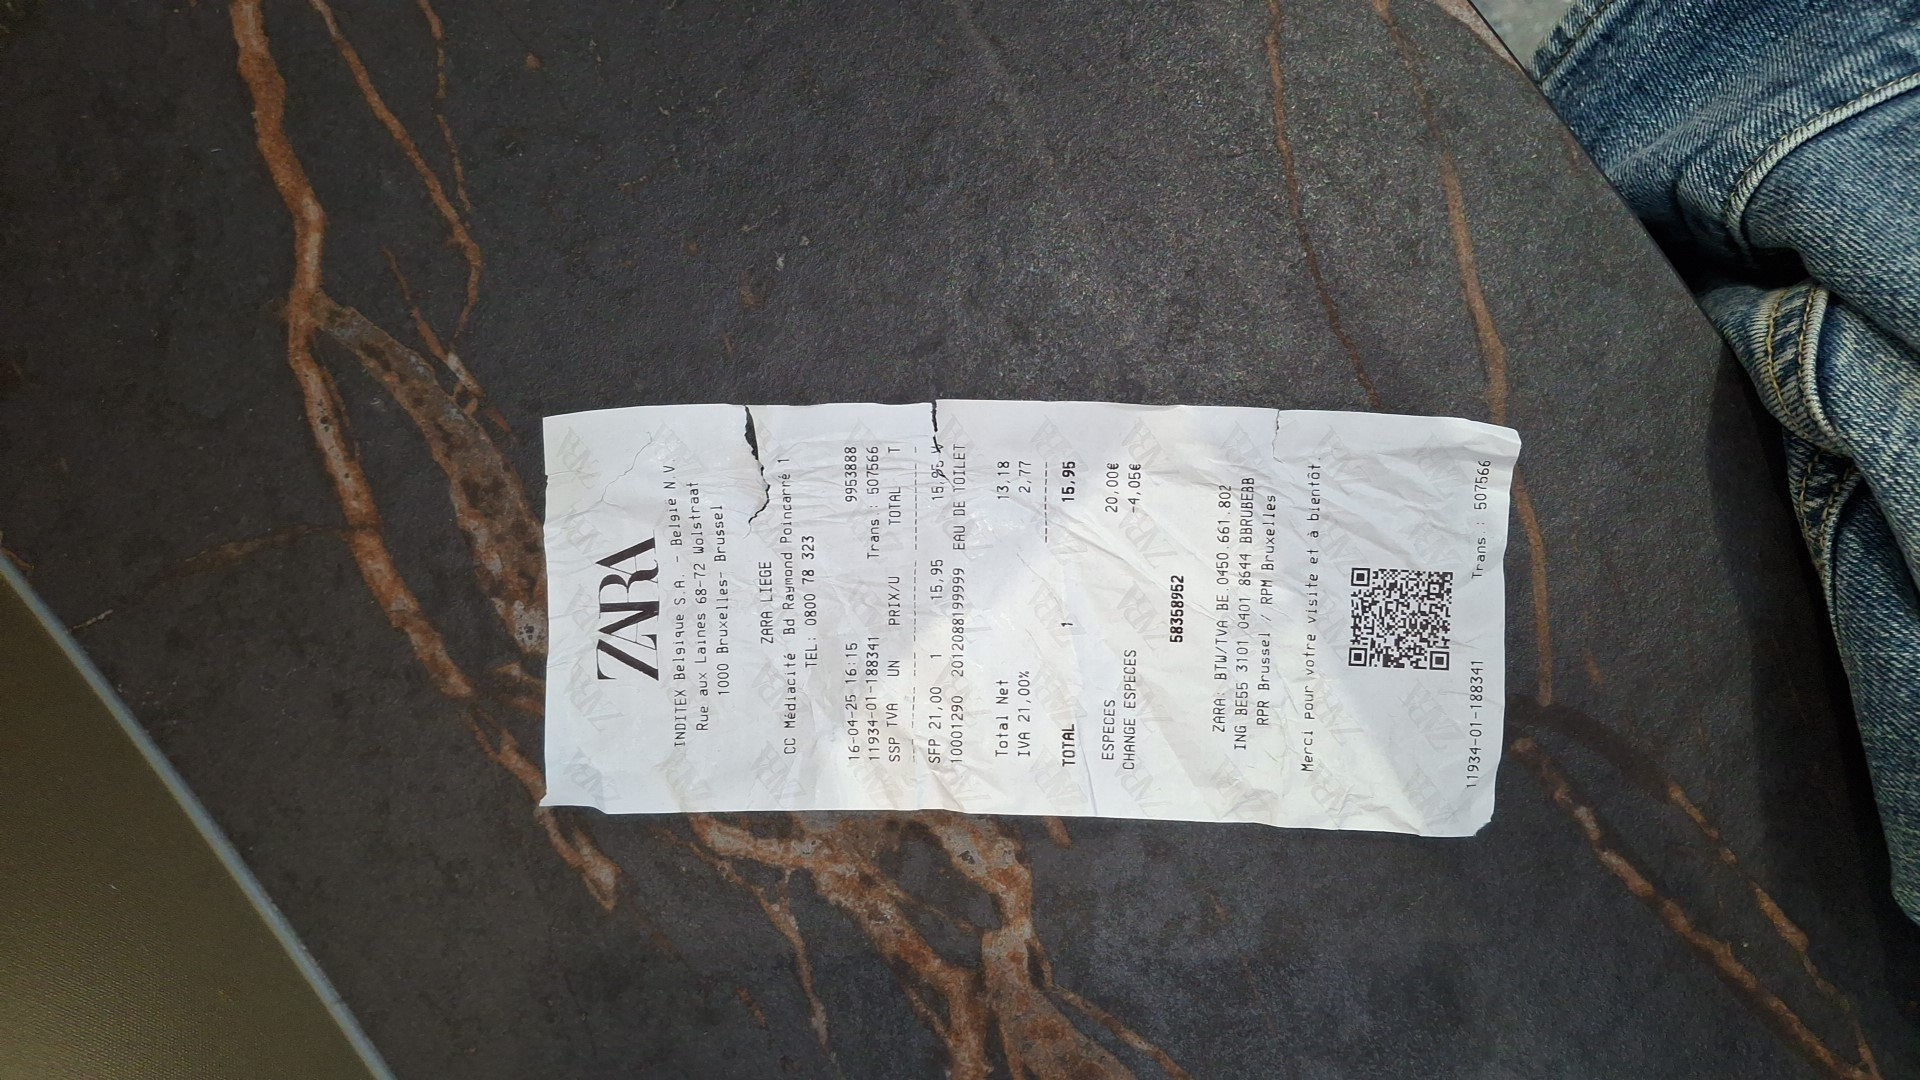 ZARA
INDITEX Belgique S.A. - Belgie N.V.
Rue aux Laines 68-72 Wolstraat
1000 Bruxelles- Brussel
ZARA LIEGE
CC Médiacité Bd Raymond Poincarré 1
TEL: 0800 78 323
16-04-25 16:15 9953888
11934-01-188341 Trans.: 507566
SSP TVA UN PRIX/U TOTAL T
SFP 21,00 1 15,95 15,95
10001290 20120881999999 EAU DE TOILET
Total Net 13,18
IVA 21,00% 2,77
TOTAL 1 15,95
ESPECES 20,00€
CHANGE ESPECES -4,05€
58358952
ZARA: BTW/TVA BE.0450.661.802
ING BE55 3101 0401 8644 BBRUBEBB
RPR Brussel / RPM Bruxelles
Merci pour votre visite et à bientôt.
11934-01-188341 Trans : 507566